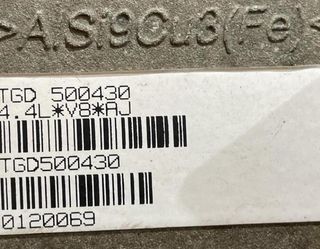 >A.Si9Cu3(Fe)<
TGD 500430
4.4L*V8*AJ
TGD500430
0120069